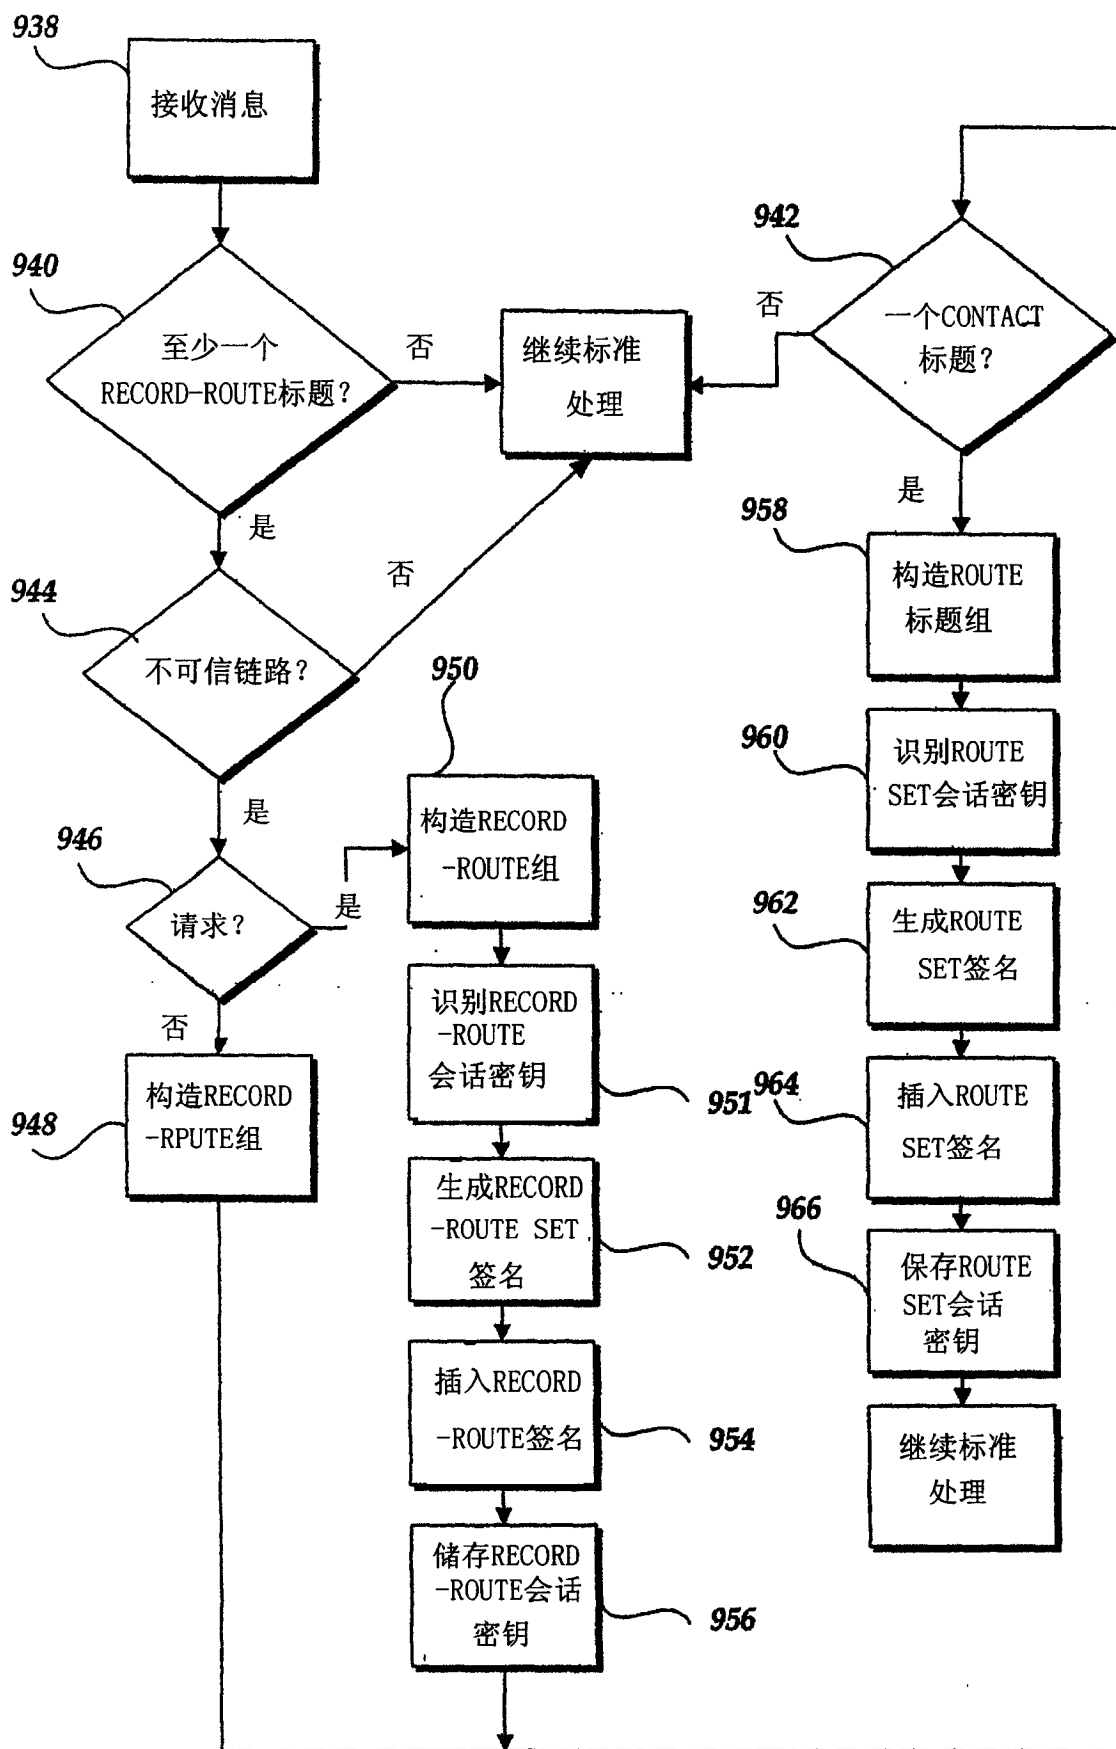 938
接收消息
940
至少一个
RECORD-ROUTE标题?
否
是
继续标准
处理
942
一个CONTACT
标题?
否
是
944
不可信链路?
否
是
946
请求?
是
否
948
构造RECORD
-RPUTE组
950
构造RECORD
-ROUTE组
识别RECORD
-ROUTE
会话密钥
951
生成RECORD
-ROUTE SET
签名
952
插入RECORD
-ROUTE签名
954
储存RECORD
-ROUTE会话
密钥
956
958
构造ROUTE
标题组
960
识别ROUTE
SET会话密钥
962
生成ROUTE
SET签名
964
插入ROUTE
SET签名
966
保存ROUTE
SET会话
密钥
继续标准
处理